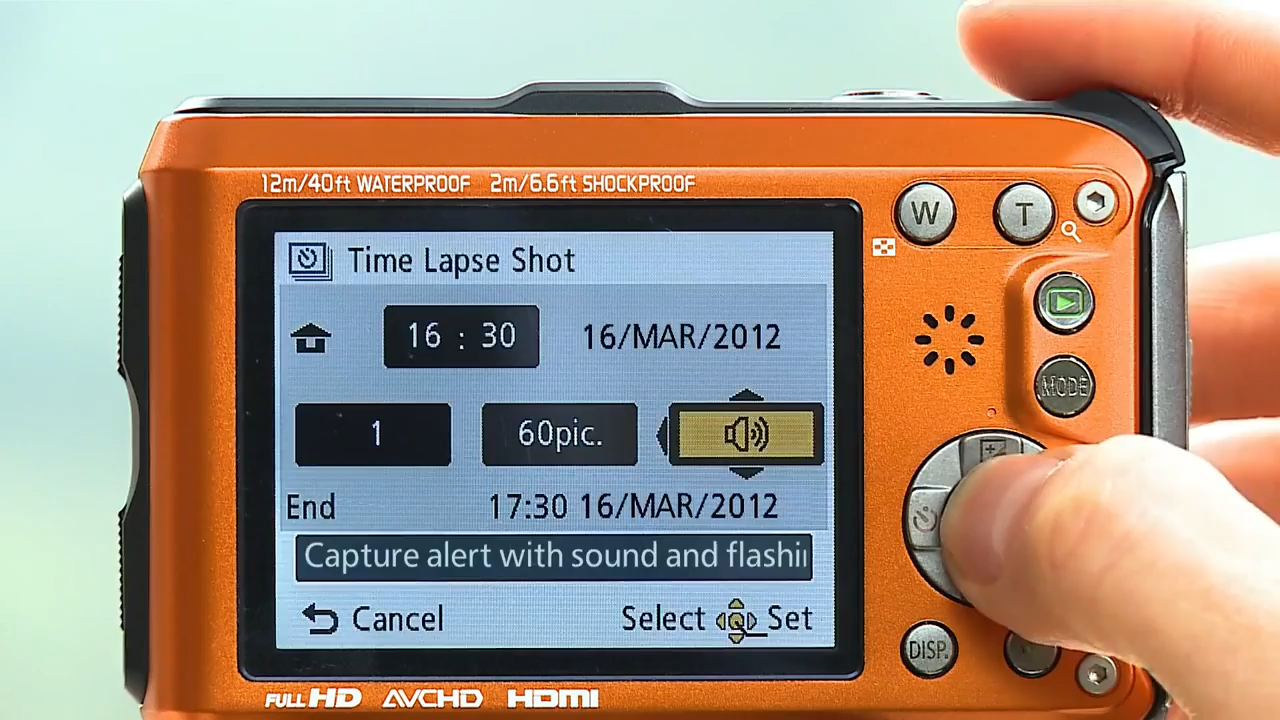 12m/40ft WATERPROOF 2m/6.6ft SHOCKPROOF
W T
Time Lapse Shot
16 : 30 16/MAR/2012
MODE
1 60pic.
End 17:30 16/MAR/2012
Capture alert with sound and
Cancel Select Set
DISP.
FULL HD AVCHD HDMI